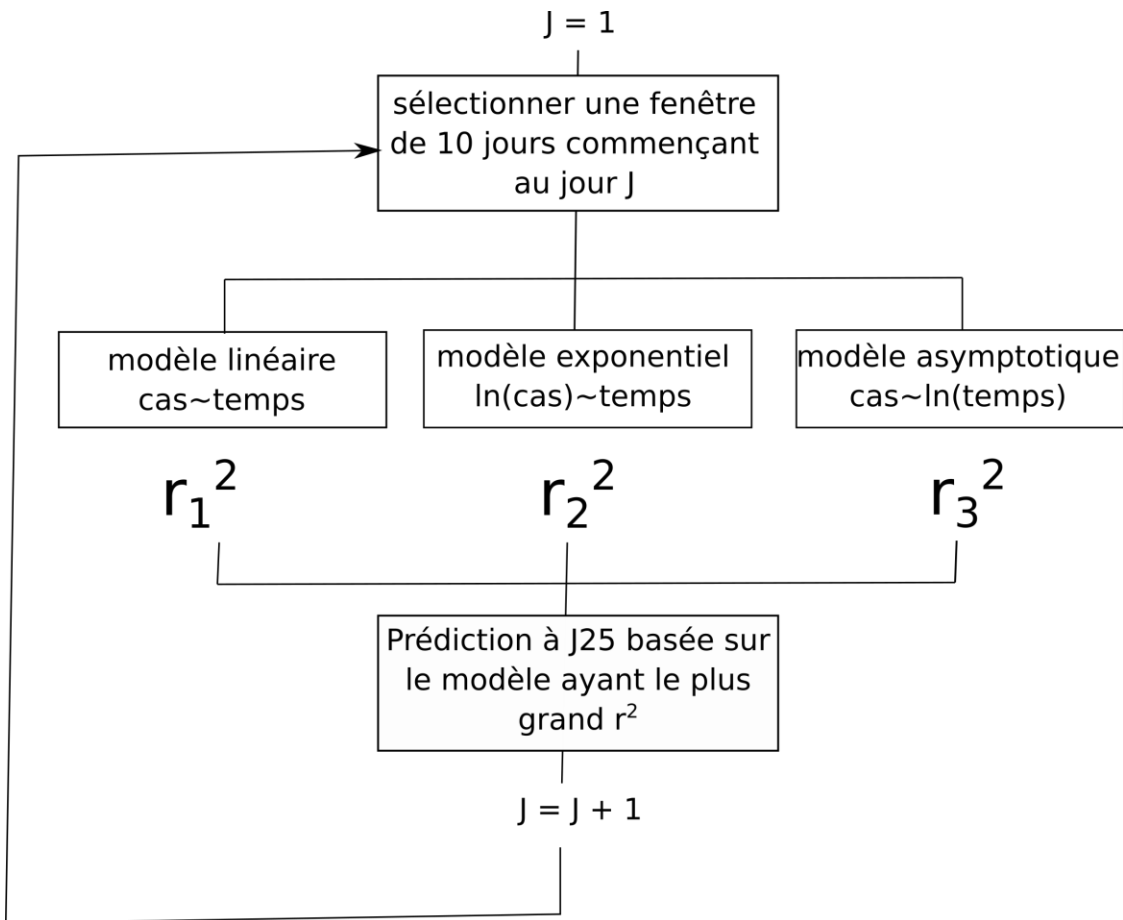 J = 1
sélectionner une fenêtre
de 10 jours commençant
au jour J
modèle linéaire
cas~temps
modèle exponentiel
ln(cas)~temps
modèle asymptotique
cas~ln(temps)
r₁²
r₂²
r₃²
Prédiction à J25 basée sur
le modèle ayant le plus
grand r²
J = J + 1